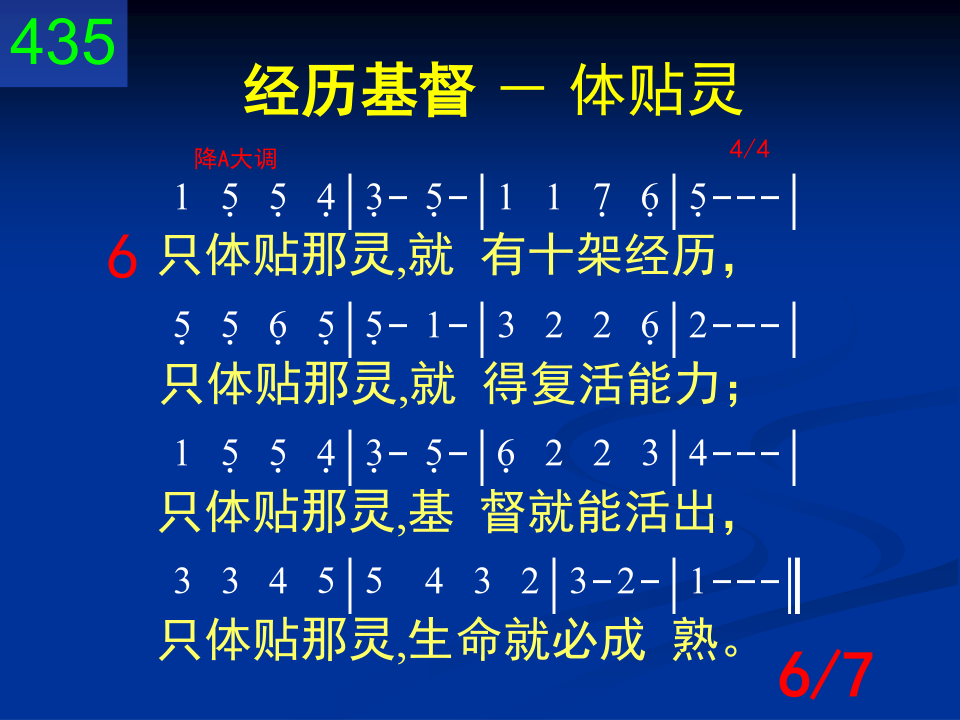 435
经历基督 － 体贴灵
降A大调 4/4
1 5̣ 5̣ 4̣ | 3̣ - 5̣ - | 1 1 7̣ 6̣ | 5̣ - - - |
6 只体贴那灵,就 有十架经历，
5̣ 5̣ 6̣ 5̣ | 5̣ - 1 - | 3 2 2 6̣ | 2 - - - |
只体贴那灵,就 得复活能力；
1 5̣ 5̣ 4̣ | 3̣ - 5̣ - | 6̣ 2 2 3 | 4 - - - |
只体贴那灵,基 督就能活出，
3 3 4 5 | 5 4 3 2 | 3 - 2 - | 1 - - - ‖
只体贴那灵,生命就必成 熟。
6/7